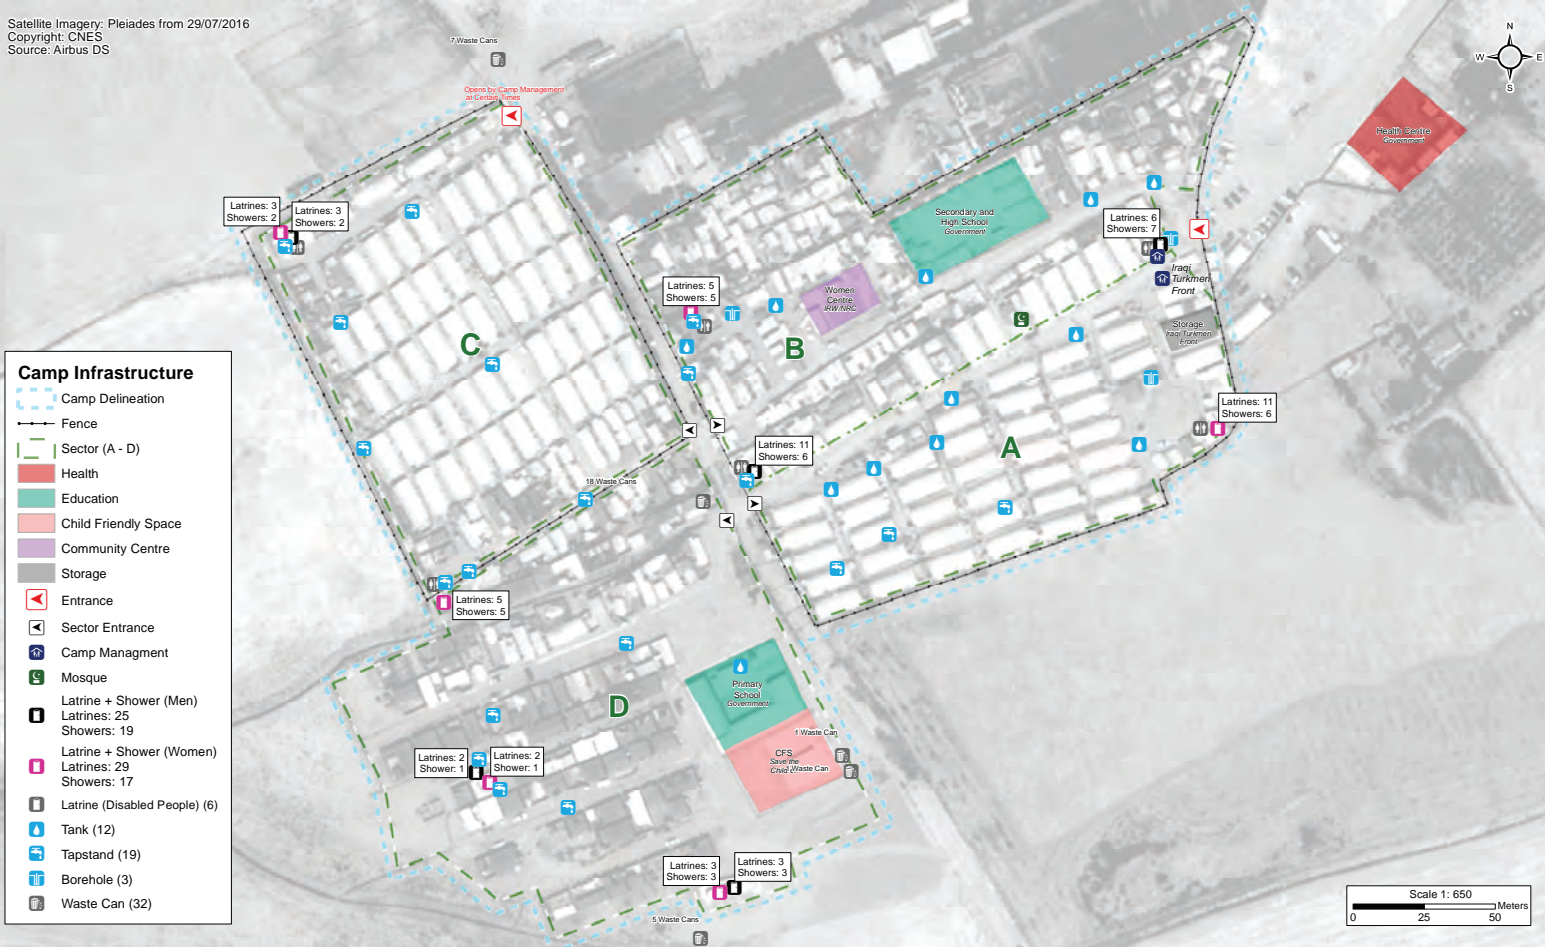 Satellite Imagery: Pleiades from 29/07/2016
Copyright: CNES
Source: Airbus DS
7 Waste Cans
Opens by Camp Management
at Certain Times
N
W
E
S
Health Centre
Government
Latrines: 3
Showers: 2
Latrines: 3
Showers: 2
Secondary and
High School
Government
Latrines: 6
Showers: 7
Iraqi
Turkmen
Front
Latrines: 5
Showers: 5
Women
Centre
IRW/NRC
Storage
Iraqi Turkmen
Front
C
B
A
D
Latrines: 11
Showers: 6
Latrines: 11
Showers: 6
18 Waste Cans
Latrines: 5
Showers: 5
Primary
School
Government
1 Waste Can
CFS
Save the
1 Waste Can
Latrines: 2
Shower: 1
Latrines: 2
Shower: 1
Latrines: 3
Showers: 3
Latrines: 3
Showers: 3
5 Waste Cans
Camp Infrastructure
Camp Delineation
Fence
Sector (A - D)
Health
Education
Child Friendly Space
Community Centre
Storage
Entrance
Sector Entrance
Camp Managment
Mosque
Latrine + Shower (Men)
Latrines: 25
Showers: 19
Latrine + Shower (Women)
Latrines: 29
Showers: 17
Latrine (Disabled People) (6)
Tank (12)
Tapstand (19)
Borehole (3)
Waste Can (32)
Scale 1: 650
Meters
0 25 50